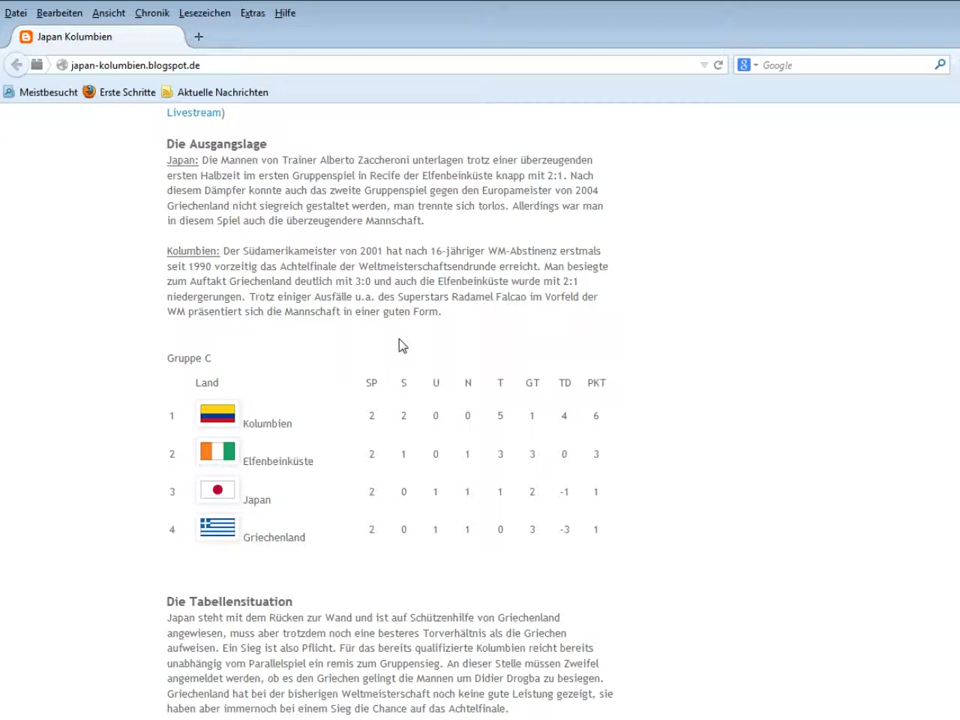 Datei Bearbeiten Ansicht Chronik Lesezeichen Extras Hilfe
Japan Kolumbien
japan-kolumbien.blogspot.de
Google
Meistbesucht Erste Schritte Aktuelle Nachrichten
Livestream)
Die Ausgangslage
Japan: Die Mannen von Trainer Alberto Zaccheroni unterlagen trotz einer überzeugenden
ersten Halbzeit im ersten Gruppenspiel in Recife der Elfenbeinküste knapp mit 2:1. Nach
diesem Dämpfer konnte auch das zweite Gruppenspiel gegen den Europameister von 2004
Griechenland nicht siegreich gestaltet werden, man trennte sich torlos. Allerdings war man
in diesem Spiel auch die überzeugendere Mannschaft.
Kolumbien: Der Südamerikameister von 2001 hat nach 16-jähriger WM-Abstinenz erstmals
seit 1990 vorzeitig das Achtelfinale der Weltmeisterschaftsendrunde erreicht. Man besiegte
zum Auftakt Griechenland deutlich mit 3:0 und auch die Elfenbeinküste wurde mit 2:1
niedergerungen. Trotz einiger Ausfälle u.a. des Superstars Radamel Falcao im Vorfeld der
WM präsentiert sich die Mannschaft in einer guten Form.
Gruppe C
Land SP S U N T GT TD PKT
1 Kolumbien 2 2 0 0 5 1 4 6
2 Elfenbeinküste 2 1 0 1 3 3 0 3
3 Japan 2 0 1 1 1 2 -1 1
4 Griechenland 2 0 1 1 0 3 -3 1
Die Tabellensituation
Japan steht mit dem Rücken zur Wand und ist auf Schützenhilfe von Griechenland
angewiesen, muss aber trotzdem noch eine besteres Torverhältnis als die Griechen
aufweisen. Ein Sieg ist also Pflicht. Für das bereits qualifizierte Kolumbien reicht bereits
unabhängig vom Parallelspiel ein remis zum Gruppensieg. An dieser Stelle müssen Zweifel
angemeldet werden, ob es den Griechen gelingt die Mannen um Didier Drogba zu besiegen.
Griechenland hat bei der bisherigen Weltmeisterschaft noch keine gute Leistung gezeigt, sie
haben aber immernoch bei einem Sieg die Chance auf das Achtelfinale.